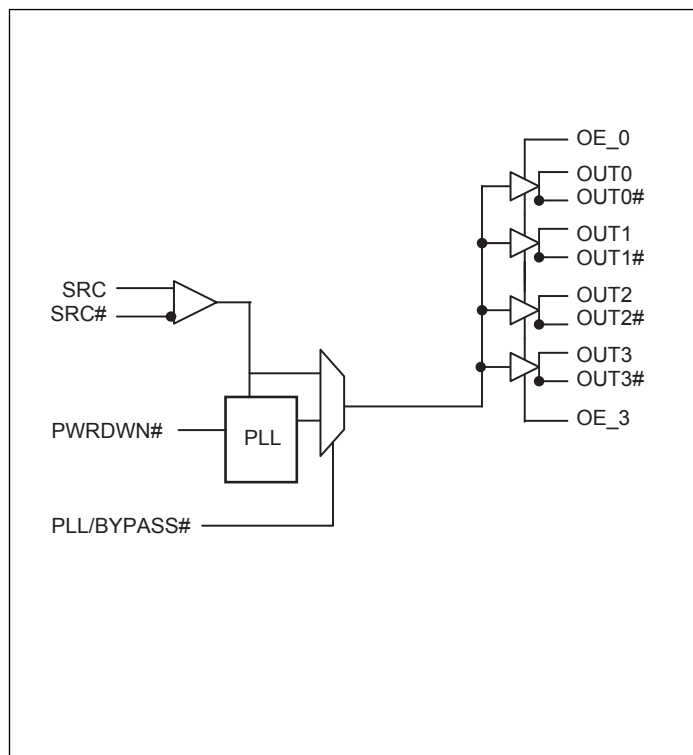 OE_0
OUT0
OUT0#
OUT1
OUT1#
SRC
SRC#
OUT2
OUT2#
OUT3
OUT3#
OE_3
PWRDWN#
PLL
PLL/BYPASS#